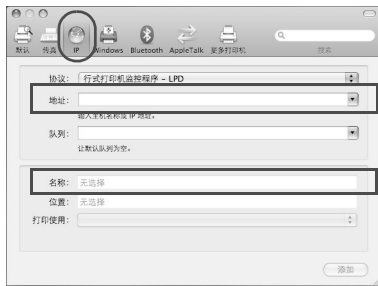 默认 传真 IP Windows Bluetooth AppleTalk 更多打印机 搜索
协议: 行式打印机监控程序 - LPD
地址:
输入主机名称或 IP 地址。
队列:
让默认队列为空。
名称: 无选择
位置: 无选择
打印使用:
添加